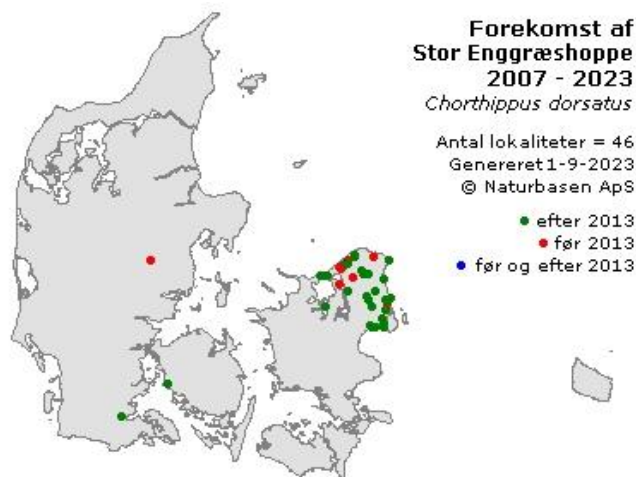 Forekomst af
Stor Enggræshoppe
2007 - 2023
Chorthippus dorsatus
Antal lokaliteter = 46
Genereret 1-9-2023
© Naturbasen ApS
efter 2013
før 2013
før og efter 2013